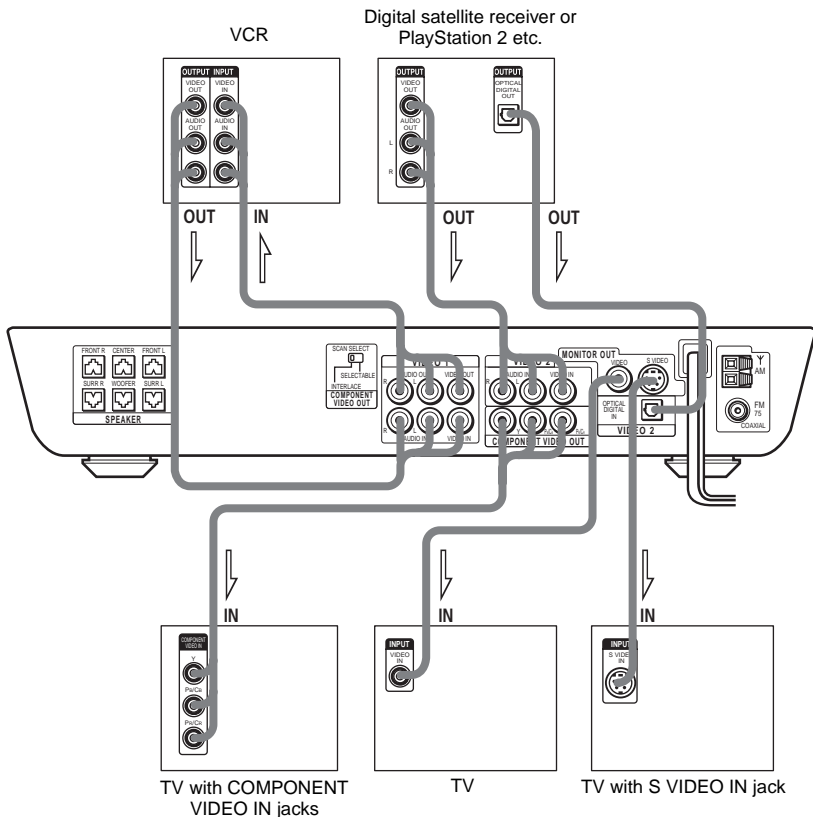 Digital satellite receiver or
PlayStation 2 etc.
VCR
OUTPUT INPUT
VIDEO
OUT
VIDEO
IN
AUDIO
OUT
AUDIO
IN
OUTPUT
VIDEO
OUT
AUDIO
OUT
L
R
OUTPUT
OPTICAL
DIGITAL
OUT
OUT
IN
OUT
OUT
FRONT R CENTER FRONT L
SURR R WOOFER SURR L
SPEAKER
SCAN SELECT
SELECTABLE
INTERLACE
COMPONENT
VIDEO OUT
VIDEO 1
R
L
AUDIO OUT
VIDEO OUT
R
L
AUDIO IN
VIDEO IN
VIDEO 2
R
L
AUDIO IN
VIDEO IN
Y
COMPONENT VIDEO OUT
MONITOR OUT
VIDEO
S VIDEO
OPTICAL
DIGITAL
IN
VIDEO 2
AM
FM
75
COAXIAL
IN
IN
IN
COMPONENT
VIDEO IN
Y
PB/CB
PR/CR
INPUT
VIDEO
IN
INPUT
S VIDEO
IN
TV with COMPONENT
VIDEO IN jacks
TV
TV with S VIDEO IN jack